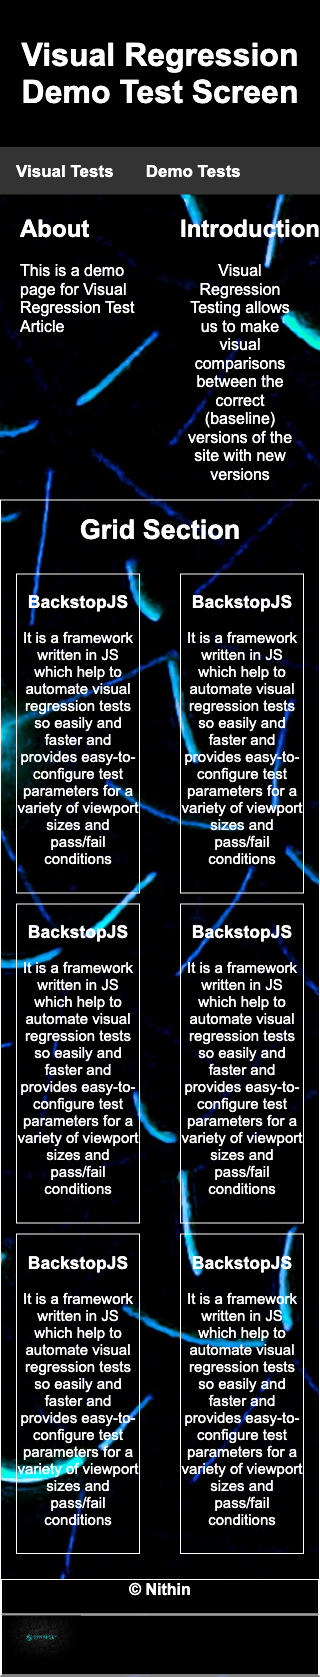 Visual Regression
Demo Test Screen
Visual Tests Demo Tests
About
This is a demo
page for Visual
Regression Test
Article
Introduction
Visual
Regression
Testing allows
us to make
visual
comparisons
between the
correct
(baseline)
versions of the
site with new
versions
Grid Section
BackstopJS
It is a framework
written in JS
which help to
automate visual
regression tests
so easily and
faster and
provides easy-to-
configure test
parameters for a
variety of viewport
sizes and
pass/fail
conditions
BackstopJS
It is a framework
written in JS
which help to
automate visual
regression tests
so easily and
faster and
provides easy-to-
configure test
parameters for a
variety of viewport
sizes and
pass/fail
conditions
BackstopJS
It is a framework
written in JS
which help to
automate visual
regression tests
so easily and
faster and
provides easy-to-
configure test
parameters for a
variety of viewport
sizes and
pass/fail
conditions
BackstopJS
It is a framework
written in JS
which help to
automate visual
regression tests
so easily and
faster and
provides easy-to-
configure test
parameters for a
variety of viewport
sizes and
pass/fail
conditions
BackstopJS
It is a framework
written in JS
which help to
automate visual
regression tests
so easily and
faster and
provides easy-to-
configure test
parameters for a
variety of viewport
sizes and
pass/fail
conditions
BackstopJS
It is a framework
written in JS
which help to
automate visual
regression tests
so easily and
faster and
provides easy-to-
configure test
parameters for a
variety of viewport
sizes and
pass/fail
conditions
© Nithin